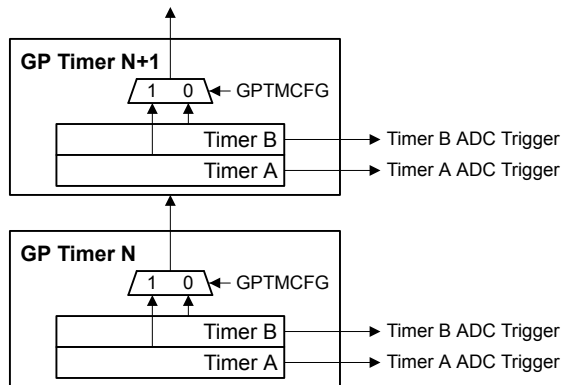 GP Timer N+1
1 0 GPTMCFG
Timer B Timer B ADC Trigger
Timer A Timer A ADC Trigger
GP Timer N
1 0 GPTMCFG
Timer B Timer B ADC Trigger
Timer A Timer A ADC Trigger